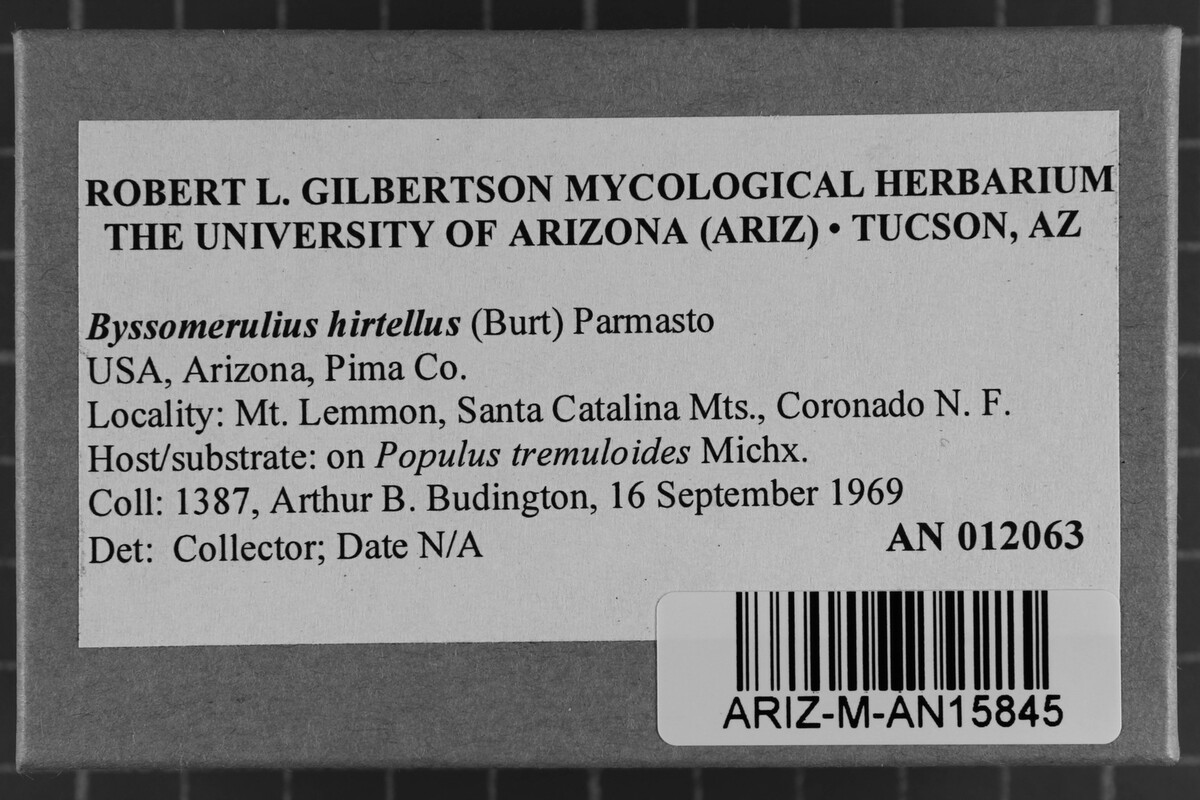 ROBERT L. GILBERTSON MYCOLOGICAL HERBARIUM
THE UNIVERSITY OF ARIZONA (ARIZ) • TUCSON, AZ
Byssomerulius hirtellus (Burt) Parmasto
USA, Arizona, Pima Co.
Locality: Mt. Lemmon, Santa Catalina Mts., Coronado N. F.
Host/substrate: on Populus tremuloides Michx.
Coll: 1387, Arthur B. Budington, 16 September 1969
Det: Collector; Date N/A AN 012063
ARIZ-M-AN15845